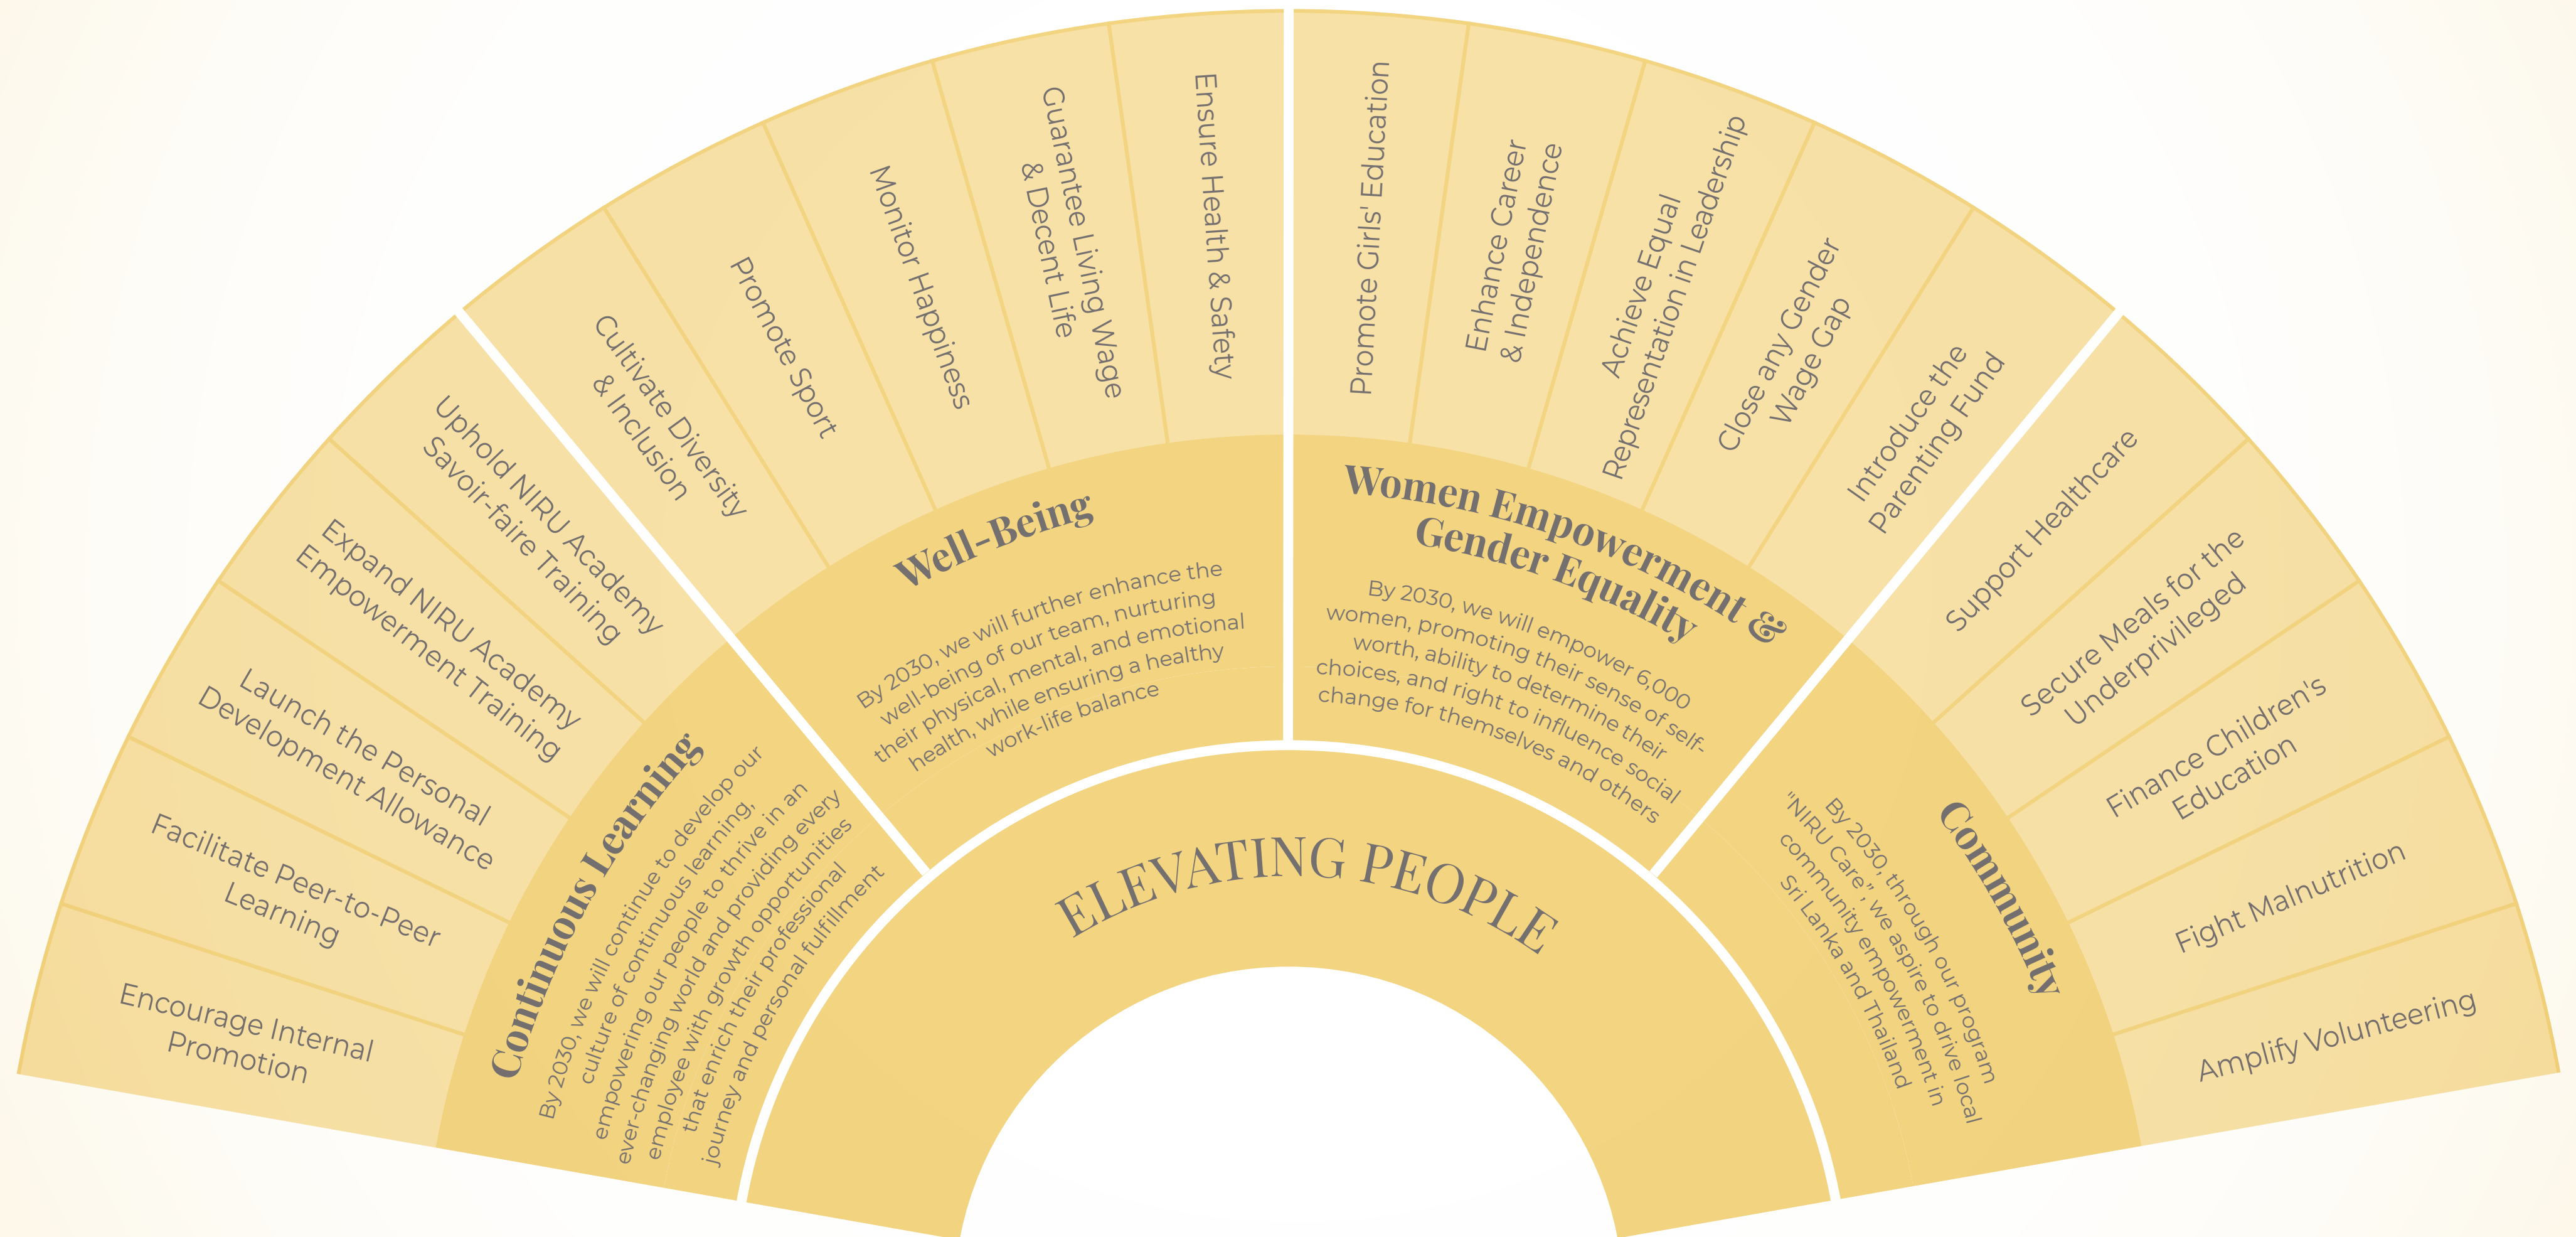 ELEVATING PEOPLE
Continuous Learning
By 2030, we will continue to develop our
culture of continuous learning,
empowering our people to thrive in an
ever-changing world and providing every
employee with growth opportunities
that enrich their professional
journey and personal fulfillment
Encourage Internal
Promotion
Facilitate Peer-to-Peer
Learning
Launch the Personal
Development Allowance
Expand NIRU Academy
Empowerment Training
Uphold NIRU Academy
Savoir-faire Training
Well-Being
By 2030, we will further enhance the
well-being of our team, nurturing
their physical, mental, and emotional
health, while ensuring a healthy
work-life balance
Cultivate Diversity
& Inclusion
Promote Sport
Monitor Happiness
Guarantee Living Wage
& Decent Life
Ensure Health & Safety
Women Empowerment &
Gender Equality
By 2030, we will empower 6,000
women, promoting their sense of self-
worth, ability to determine their
choices, and right to influence social
change for themselves and others
Promote Girls' Education
Enhance Career
& Independence
Achieve Equal
Representation in Leadership
Close any Gender
Wage Gap
Introduce the
Parenting Fund
Community
By 2030, through our program
"NIRU Care”, we aspire to drive local
community empowerment in
Sri Lanka and Thailand
Support Healthcare
Secure Meals for the
Underprivileged
Finance Children's
Education
Fight Malnutrition
Amplify Volunteering